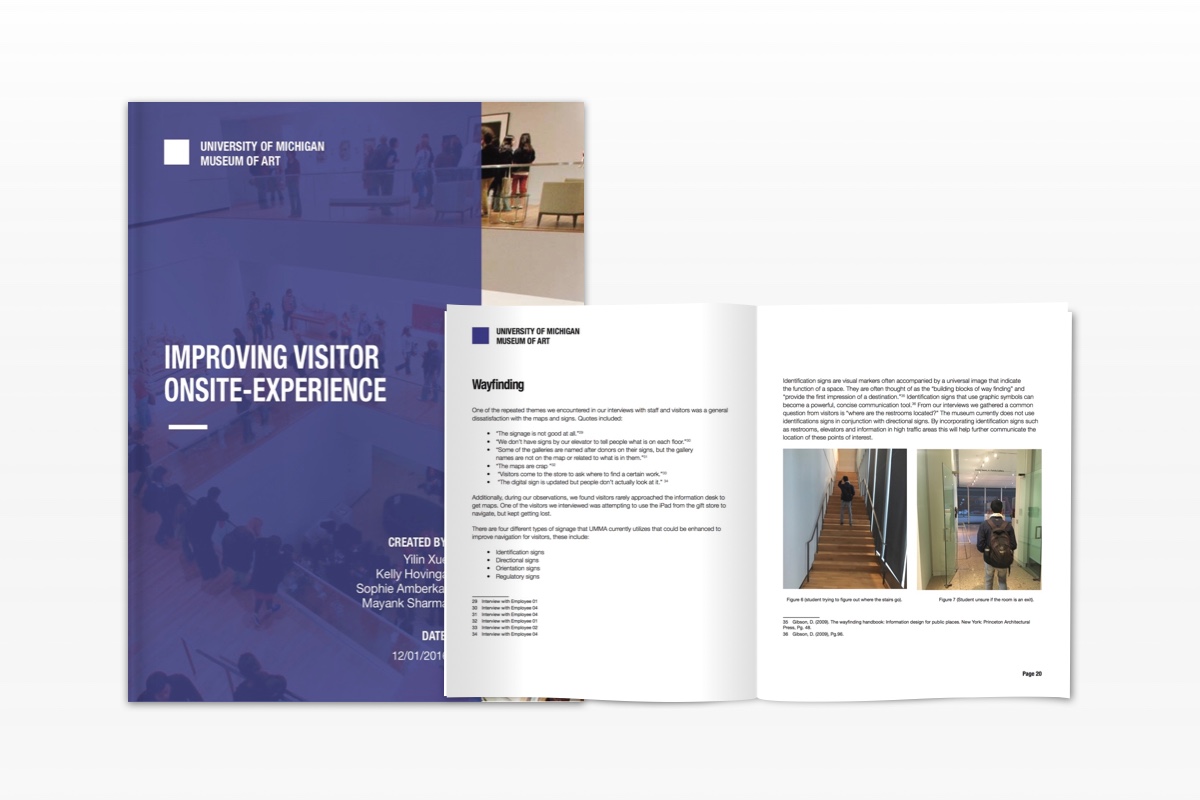 UNIVERSITY OF MICHIGAN
MUSEUM OF ART
IMPROVING VISITOR
ONSITE-EXPERIENCE
CREATED BY
Yilin Xue
Kelly Hovinga
Sophie Amberka
Mayank Sharma
DATE
12/01/2016
UNIVERSITY OF MICHIGAN
MUSEUM OF ART
Wayfinding
One of the repeated themes we encountered in our interviews with staff and visitors was a general
dissatisfaction with the maps and signs. Quotes included:
• "The signage is not good at all."²⁹
• "We don't have signs by our elevator to tell people what is on each floor."³⁰
• "Some of the galleries are named after donors on their signs, but the gallery
names are not on the map or related to what is in them."³¹
• "The maps are crap "³²
• "Visitors come to the store to ask where to find a certain work."³³
• "The digital sign is updated but people don't actually look at it." ³⁴
Additionally, during our observations, we found visitors rarely approached the information desk to
get maps. One of the visitors we interviewed was attempting to use the iPad from the gift store to
navigate, but kept getting lost.
There are four different types of signage that UMMA currently utilizes that could be enhanced to
improve navigation for visitors, these include:
• Identification signs
• Directional signs
• Orientation signs
• Regulatory signs
29 Interview with Employee 01
30 Interview with Employee 04
31 Interview with Employee 04
32 Interview with Employee 01
33 Interview with Employee 02
34 Interview with Employee 04
Identification signs are visual markers often accompanied by a universal image that indicate
the function of a space. They are often thought of as the "building blocks of way finding" and
"provide the first impression of a destination."³⁵ Identification signs that use graphic symbols can
become a powerful, concise communication tool.³⁶ From our interviews we gathered a common
question from visitors is "where are the restrooms located?" The museum currently does not use
identifications signs in conjunction with directional signs. By incorporating identification signs such
as restrooms, elevators and information in high traffic areas this will help further communicate the
location of these points of interest.
Figure 6 (student trying to figure out where the stairs go).
Figure 7 (Student unsure if the room is an exit).
35 Gibson, D. (2009). The wayfinding handbook: Information design for public places. New York: Princeton Architectural
Press, Pg. 48
36 Gibson, D. (2009), Pg.96.
Page 20